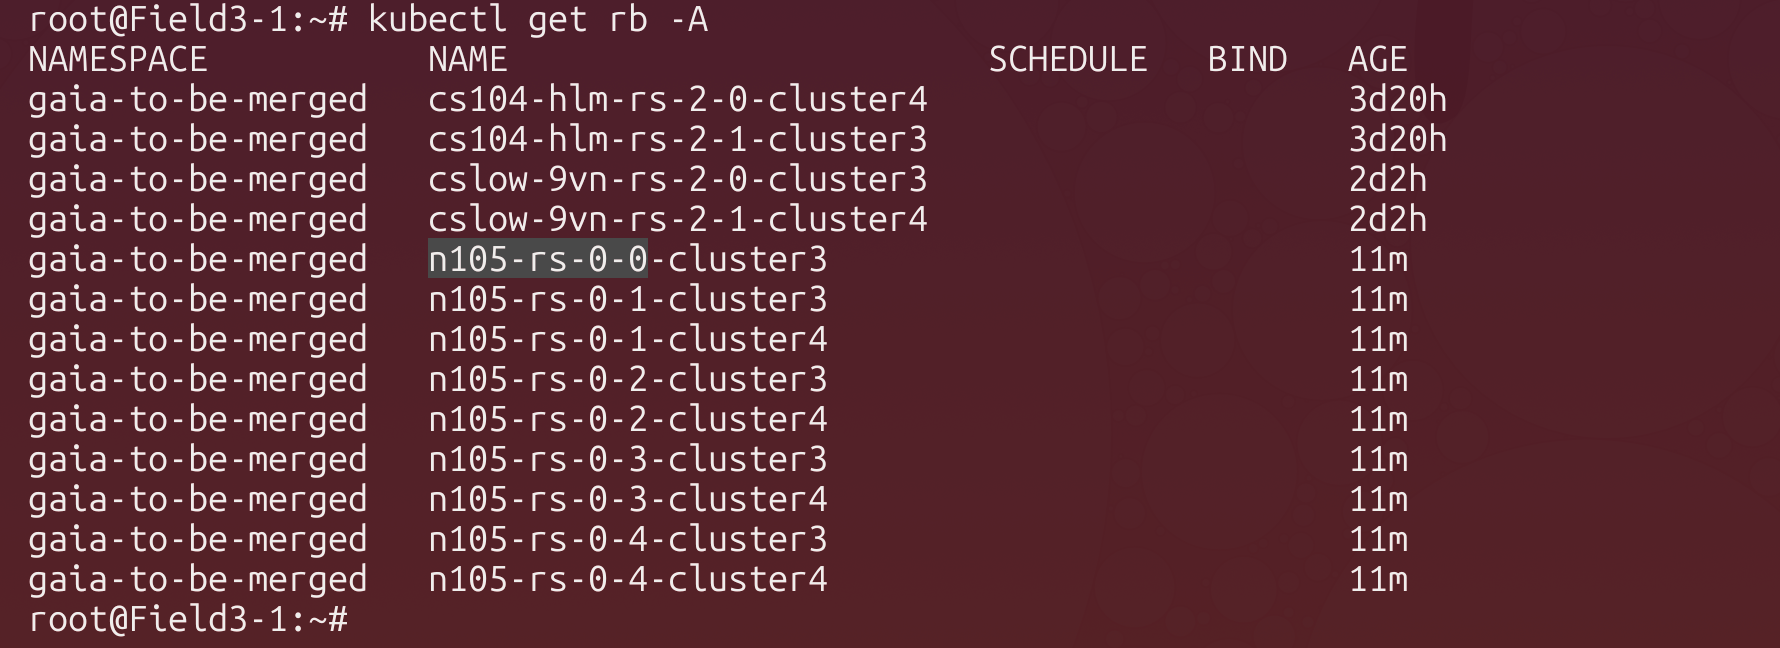 root@Field3-1:~# kubectl get rb -A
NAMESPACE NAME SCHEDULE BIND AGE
gaia-to-be-merged cs104-hlm-rs-2-0-cluster4 3d20h
gaia-to-be-merged cs104-hlm-rs-2-1-cluster3 3d20h
gaia-to-be-merged cslow-9vn-rs-2-0-cluster3 2d2h
gaia-to-be-merged cslow-9vn-rs-2-1-cluster4 2d2h
gaia-to-be-merged n105-rs-0-0-cluster3 11m
gaia-to-be-merged n105-rs-0-1-cluster3 11m
gaia-to-be-merged n105-rs-0-1-cluster4 11m
gaia-to-be-merged n105-rs-0-2-cluster3 11m
gaia-to-be-merged n105-rs-0-2-cluster4 11m
gaia-to-be-merged n105-rs-0-3-cluster3 11m
gaia-to-be-merged n105-rs-0-3-cluster4 11m
gaia-to-be-merged n105-rs-0-4-cluster3 11m
gaia-to-be-merged n105-rs-0-4-cluster4 11m
root@Field3-1:~#